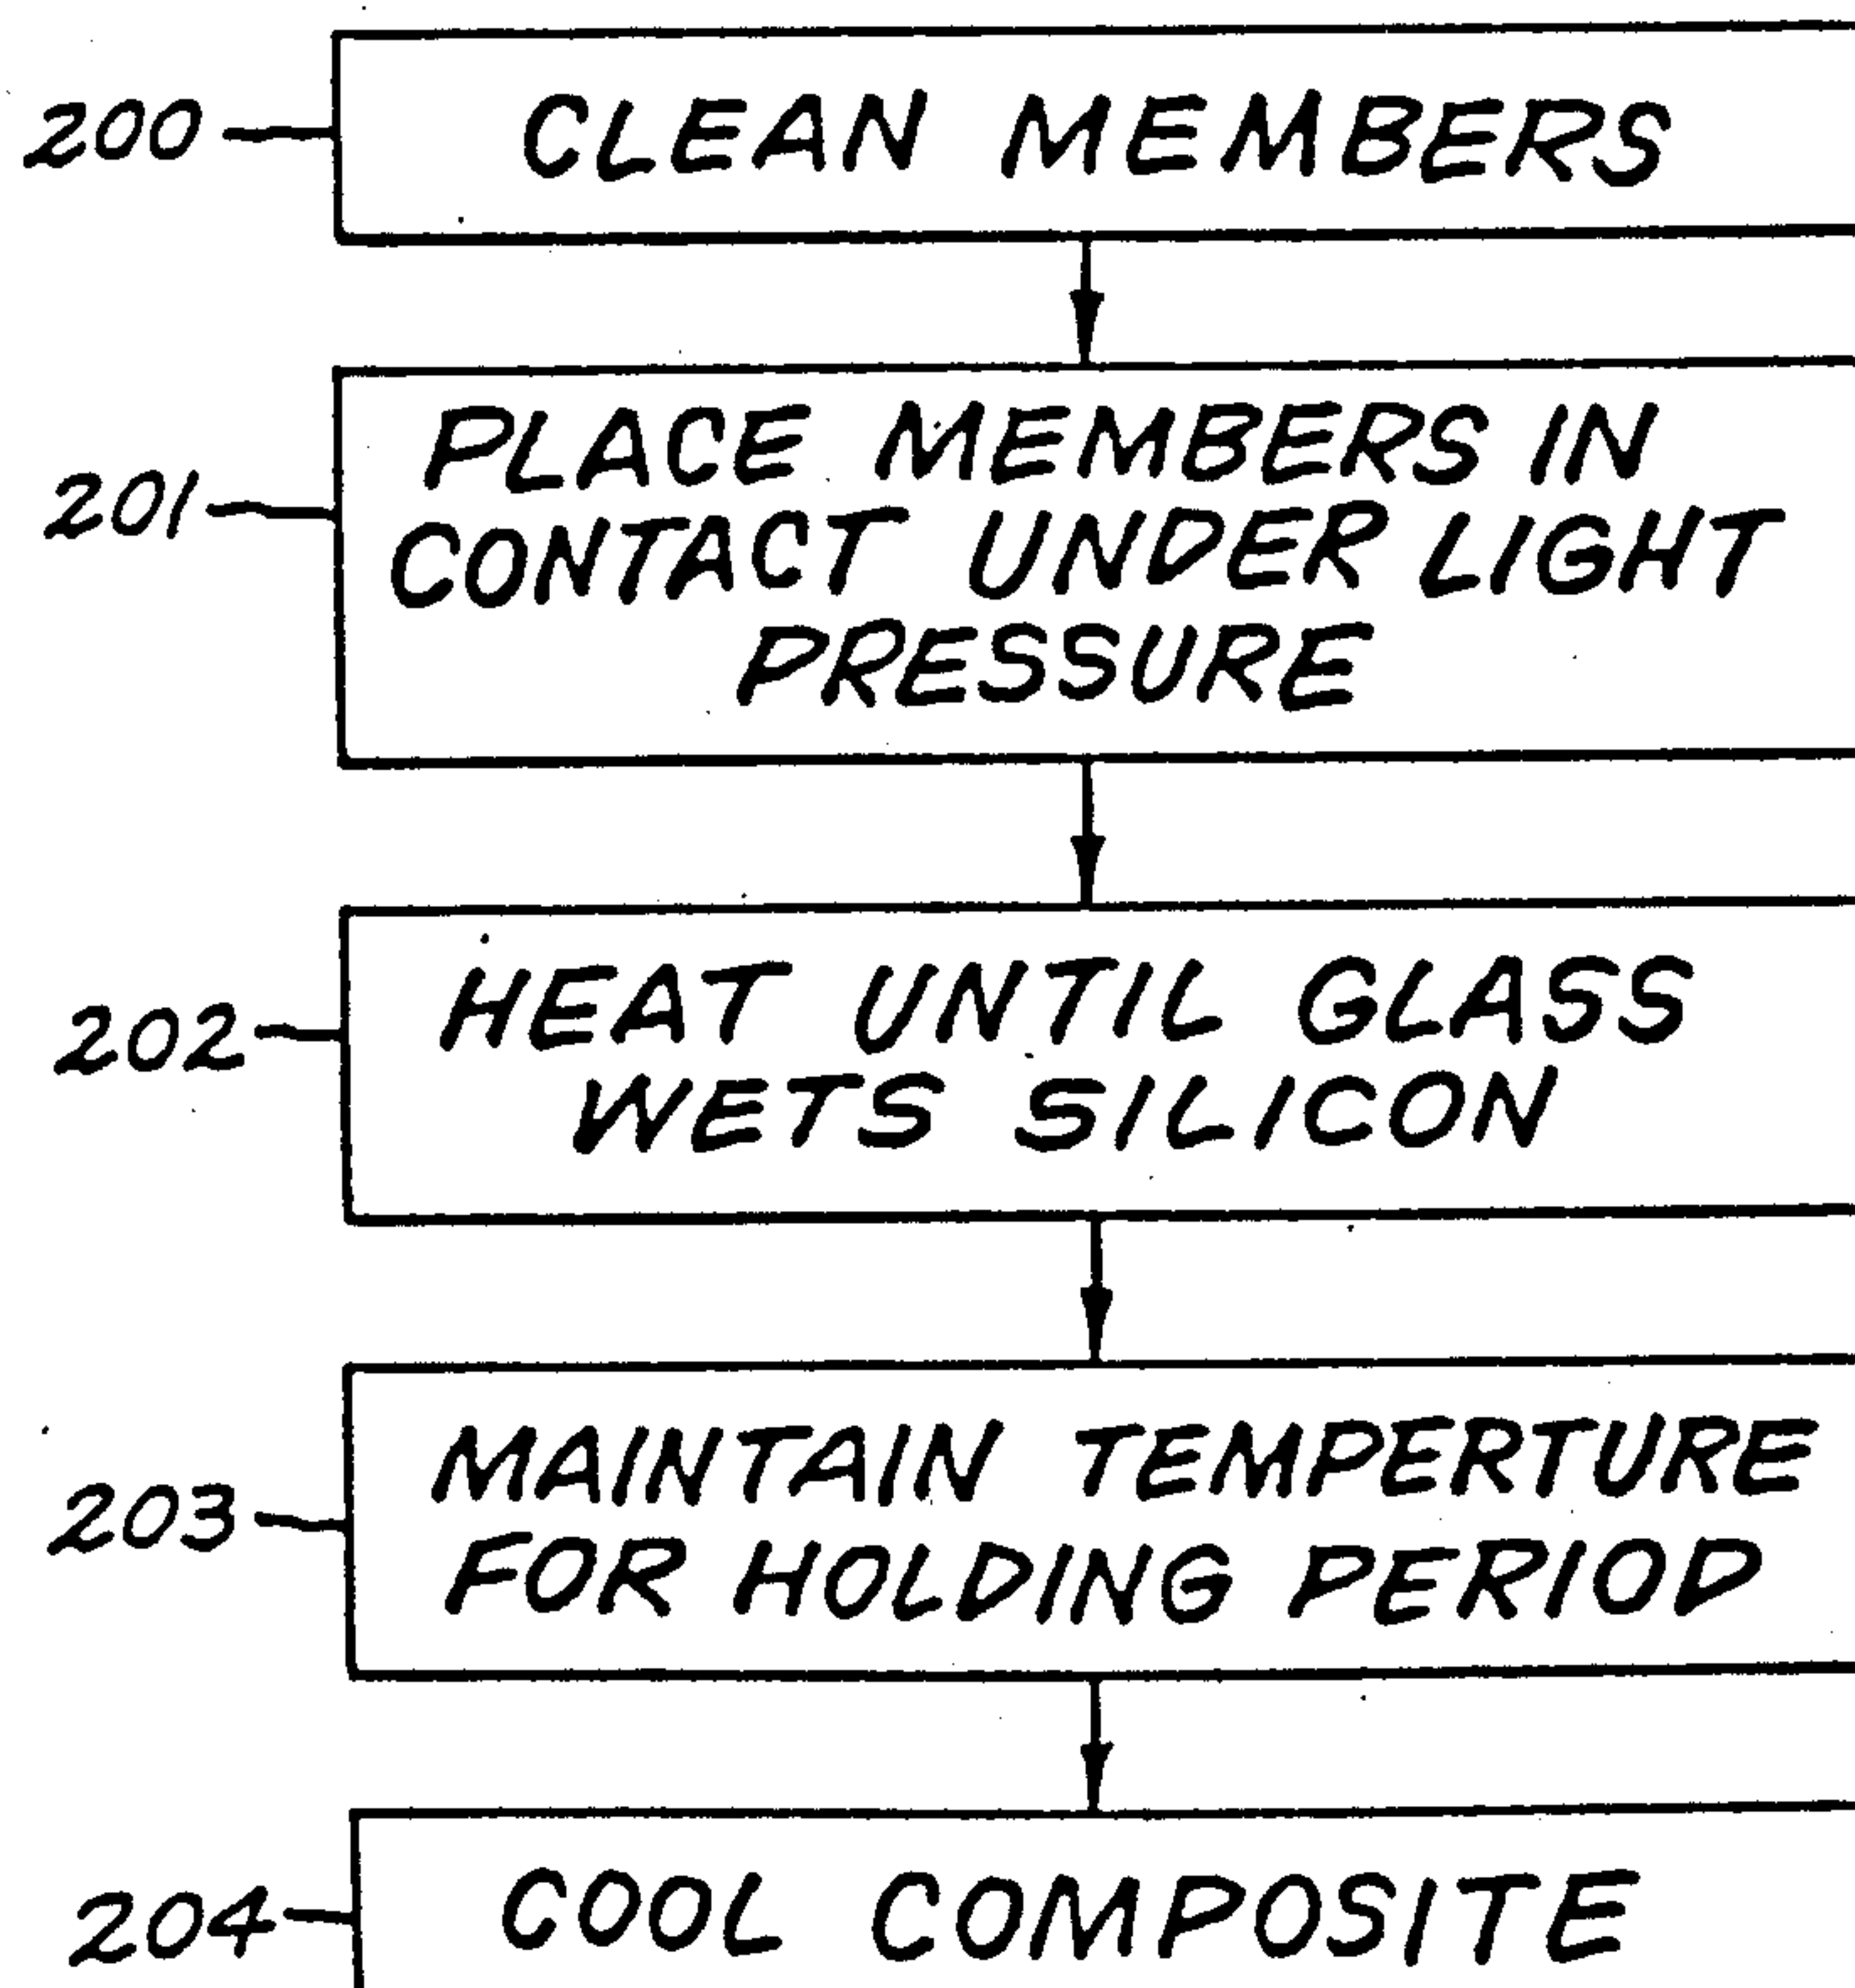 200 CLEAN MEMBERS
PLACE MEMBERS IN
201 CONTACT UNDER LIGHT
PRESSURE
202 HEAT UNTIL GLASS
WETS SILICON
203 MAINTAIN TEMPERTURE
FOR HOLDING PERIOD
204 COOL COMPOSITE